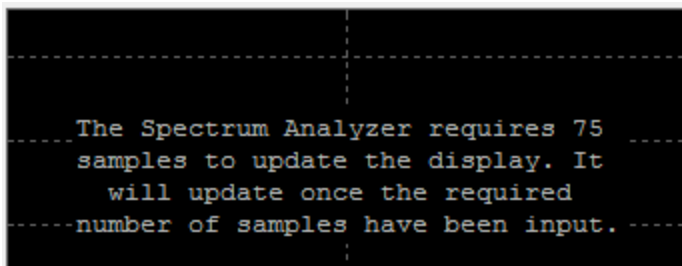 The Spectrum Analyzer requires 75
samples to update the display. It
will update once the required
number of samples have been input.